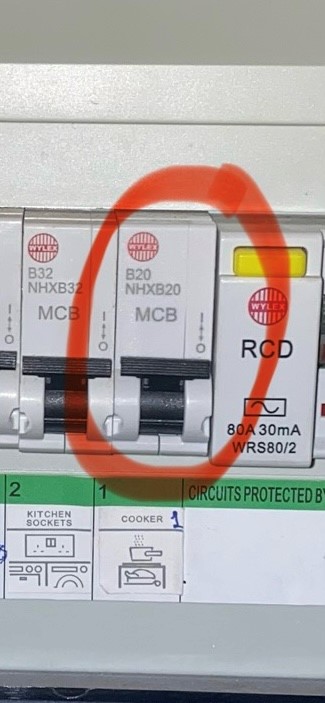 WYLEX
B32
NHXB32
MCB
I
O
WYLEX
B20
NHXB20
MCB
I
O
WYLEX
RCD
80A 30mA
WRS80/2
I
O
2
KITCHEN
SOCKETS
1
COOKER 1
CIRCUITS PROTECTED BY